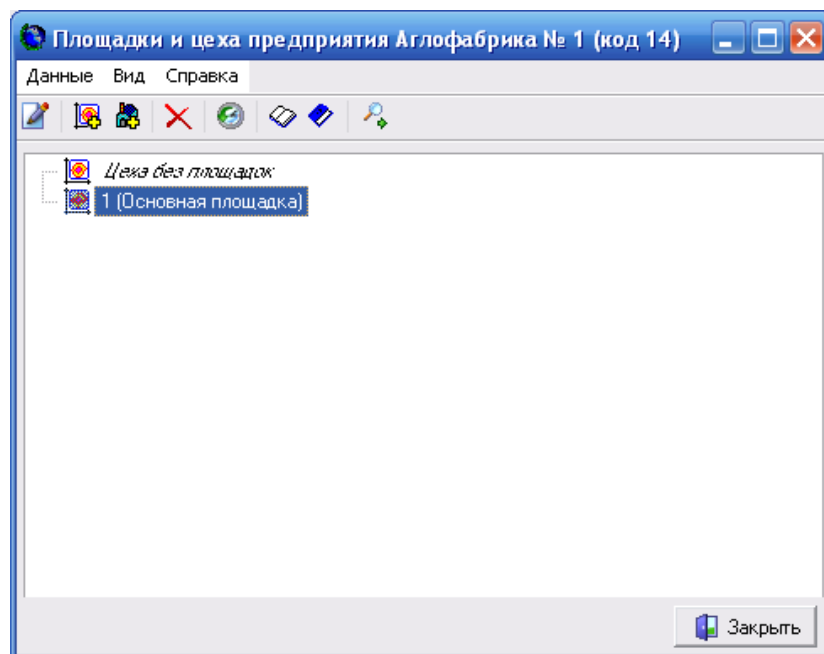 Площадки и цеха предприятия Аглофабрика № 1 (код 14)
Данные Вид Справка
Цеха без площадок
1 (Основная площадка)
Закрыть